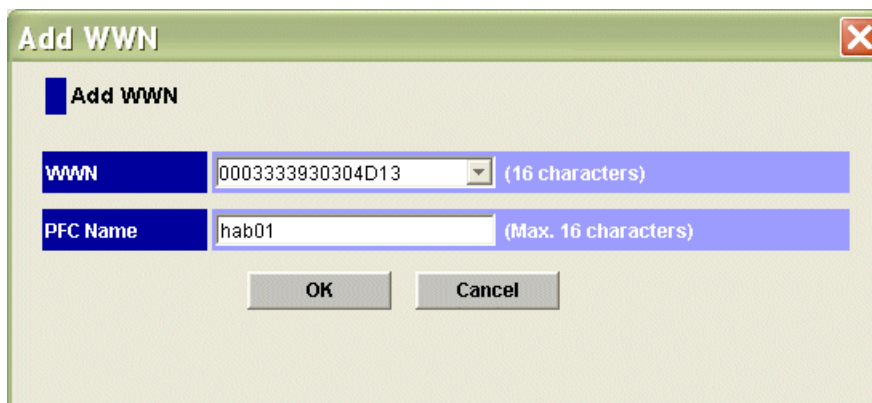 Add WWN
Add WWN
WWN 0003333930304D13 (16 characters)
PFC Name hab01 (Max. 16 characters)
OK Cancel